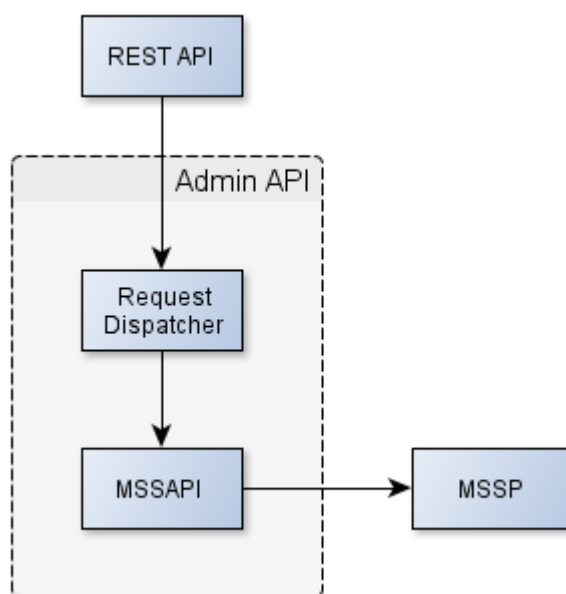 REST API
Admin API
Request
Dispatcher
MSSAPI
MSSP